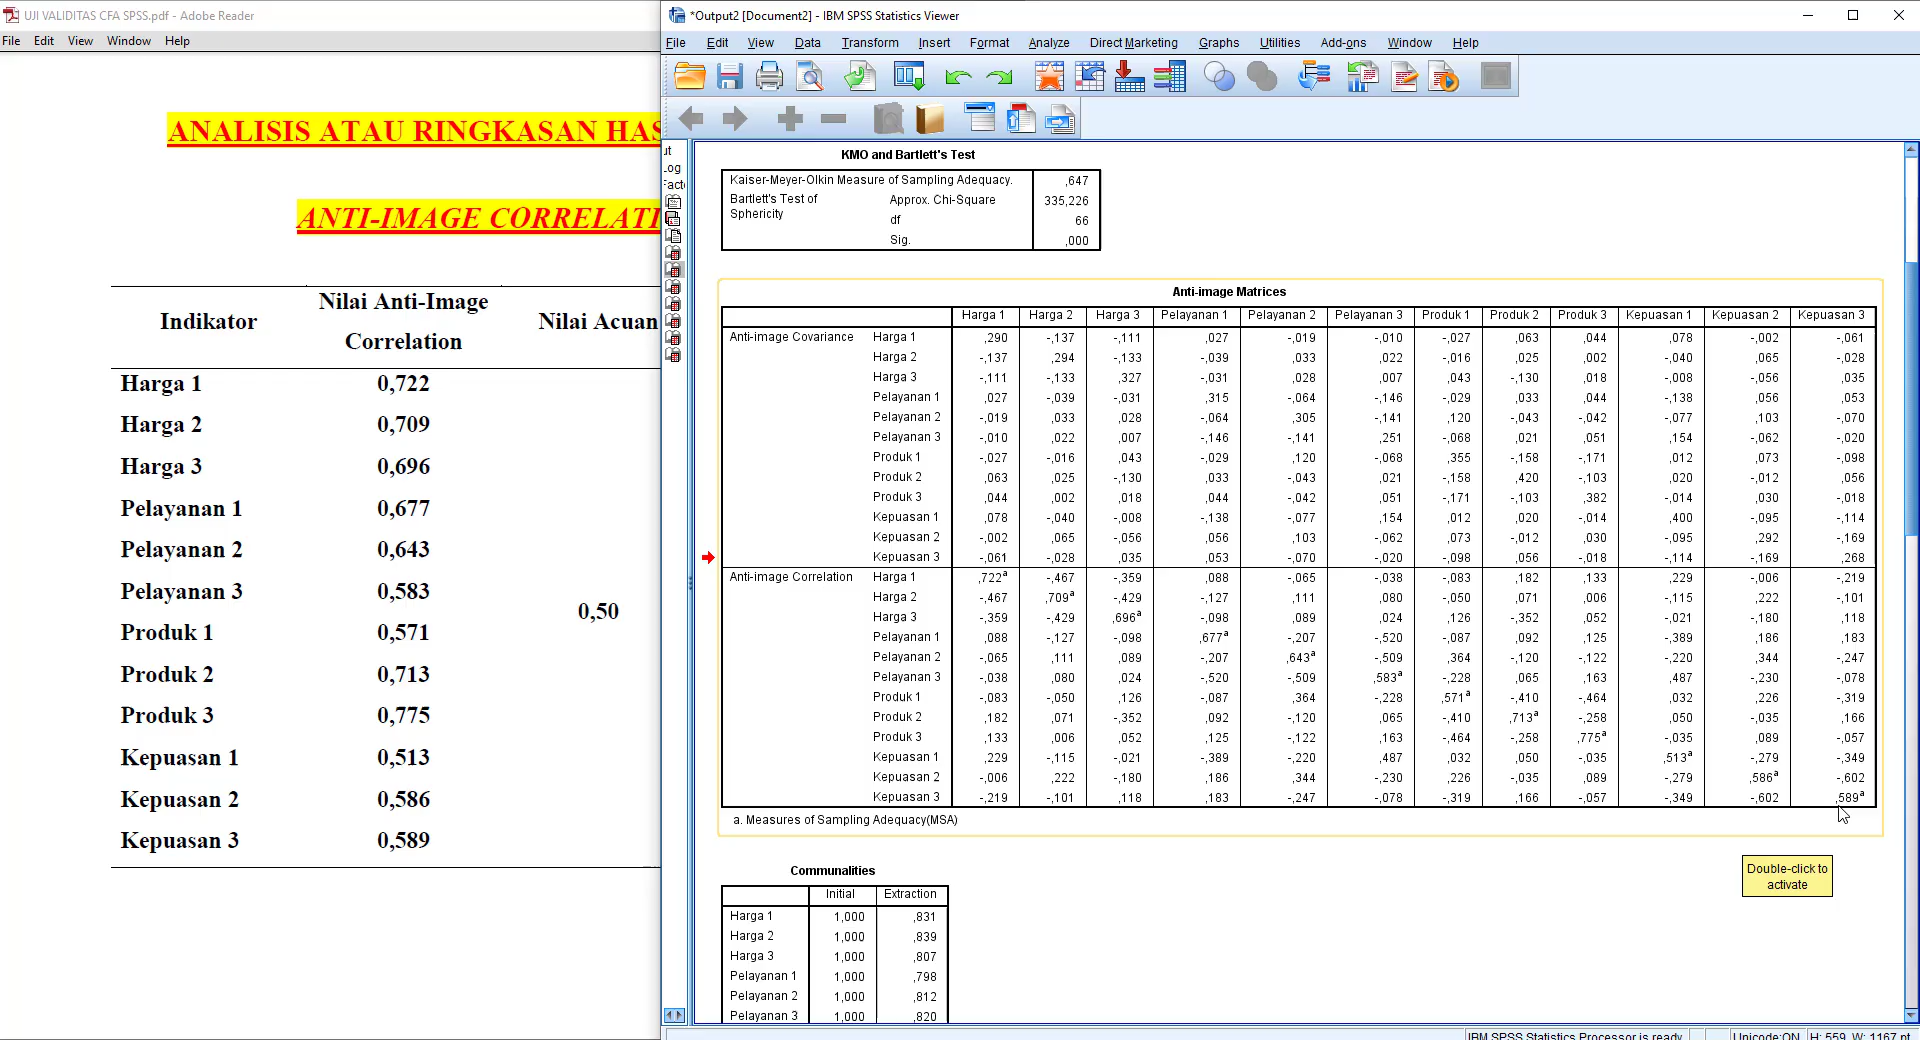 UJI VALIDITAS CFA SPSS.pdf - Adobe Reader
File Edit View Window Help
ANALISIS ATAU RINGKASAN HAS
ANTI-IMAGE CORRELATI
Indikator Nilai Anti-Image Correlation Nilai Acuan
Harga 1 0,722
Harga 2 0,709
Harga 3 0,696
Pelayanan 1 0,677
Pelayanan 2 0,643
Pelayanan 3 0,583
0,50
Produk 1 0,571
Produk 2 0,713
Produk 3 0,775
Kepuasan 1 0,513
Kepuasan 2 0,586
Kepuasan 3 0,589
*Output2 [Document2] - IBM SPSS Statistics Viewer
File Edit View Data Transform Insert Format Analyze Direct Marketing Graphs Utilities Add-ons Window Help
ut
Log
Fact
KMO and Bartlett's Test
Kaiser-Meyer-Olkin Measure of Sampling Adequacy. ,647
Bartlett's Test of Sphericity Approx. Chi-Square 335,226
df 66
Sig. ,000
Anti-image Matrices
Harga 1 Harga 2 Harga 3 Pelayanan 1 Pelayanan 2 Pelayanan 3 Produk 1 Produk 2 Produk 3 Kepuasan 1 Kepuasan 2 Kepuasan 3
Anti-image Covariance Harga 1 ,290 -,137 -,111 ,027 -,019 -,010 -,027 ,063 ,044 ,078 -,002 -,061
Harga 2 -,137 ,294 -,133 -,039 ,033 ,022 -,016 ,025 ,002 -,040 ,065 -,028
Harga 3 -,111 -,133 ,327 -,031 ,028 ,007 ,043 -,130 ,018 -,008 -,056 ,035
Pelayanan 1 ,027 -,039 -,031 ,315 -,064 -,146 -,029 ,033 ,044 -,138 ,056 ,053
Pelayanan 2 -,019 ,033 ,028 -,064 ,305 -,141 ,120 -,043 -,042 -,077 ,103 -,070
Pelayanan 3 -,010 ,022 ,007 -,146 -,141 ,251 -,068 ,021 ,051 ,154 -,062 -,020
Produk 1 -,027 -,016 ,043 -,029 ,120 -,068 ,355 -,158 -,171 ,012 ,073 -,098
Produk 2 ,063 ,025 -,130 ,033 -,043 ,021 -,158 ,420 -,103 ,020 -,012 ,056
Produk 3 ,044 ,002 ,018 ,044 -,042 ,051 -,171 -,103 ,382 -,014 ,030 -,018
Kepuasan 1 ,078 -,040 -,008 -,138 -,077 ,154 ,012 ,020 -,014 ,400 -,095 -,114
Kepuasan 2 -,002 ,065 -,056 ,056 ,103 -,062 ,073 -,012 ,030 -,095 ,292 -,169
Kepuasan 3 -,061 -,028 ,035 ,053 -,070 -,020 -,098 ,056 -,018 -,114 -,169 ,268
Anti-image Correlation Harga 1 ,722a -,467 -,359 ,088 -,065 -,038 -,083 ,182 ,133 ,229 -,006 -,219
Harga 2 -,467 ,709a -,429 -,127 ,111 ,080 -,050 ,071 ,006 -,115 ,222 -,101
Harga 3 -,359 -,429 ,696a -,098 ,089 ,024 ,126 -,352 ,052 -,021 -,180 ,118
Pelayanan 1 ,088 -,127 -,098 ,677a -,207 -,520 -,087 ,092 ,125 -,389 ,186 ,183
Pelayanan 2 -,065 ,111 ,089 -,207 ,643a -,509 ,364 -,120 -,122 -,220 ,344 -,247
Pelayanan 3 -,038 ,080 ,024 -,520 -,509 ,583a -,228 ,065 ,163 ,487 -,230 -,078
Produk 1 -,083 -,050 ,126 -,087 ,364 -,228 ,571a -,410 -,464 ,032 ,226 -,319
Produk 2 ,182 ,071 -,352 ,092 -,120 ,065 -,410 ,713a -,258 ,050 -,035 ,166
Produk 3 ,133 ,006 ,052 ,125 -,122 ,163 -,464 -,258 ,775a -,035 ,089 -,057
Kepuasan 1 ,229 -,115 -,021 -,389 -,220 ,487 ,032 ,050 -,035 ,513a -,279 -,349
Kepuasan 2 -,006 ,222 -,180 ,186 ,344 -,230 ,226 -,035 ,089 -,279 ,586a -,602
Kepuasan 3 -,219 -,101 ,118 ,183 -,247 -,078 -,319 ,166 -,057 -,349 -,602 ,589a
a. Measures of Sampling Adequacy(MSA)
Double-click to
activate
Communalities
Initial Extraction
Harga 1 1,000 ,831
Harga 2 1,000 ,839
Harga 3 1,000 ,807
Pelayanan 1 1,000 ,798
Pelayanan 2 1,000 ,812
Pelayanan 3 1,000 ,820
IBM SPSS Statistics Processor is ready Unicode:ON H: 559, W: 1167 pt